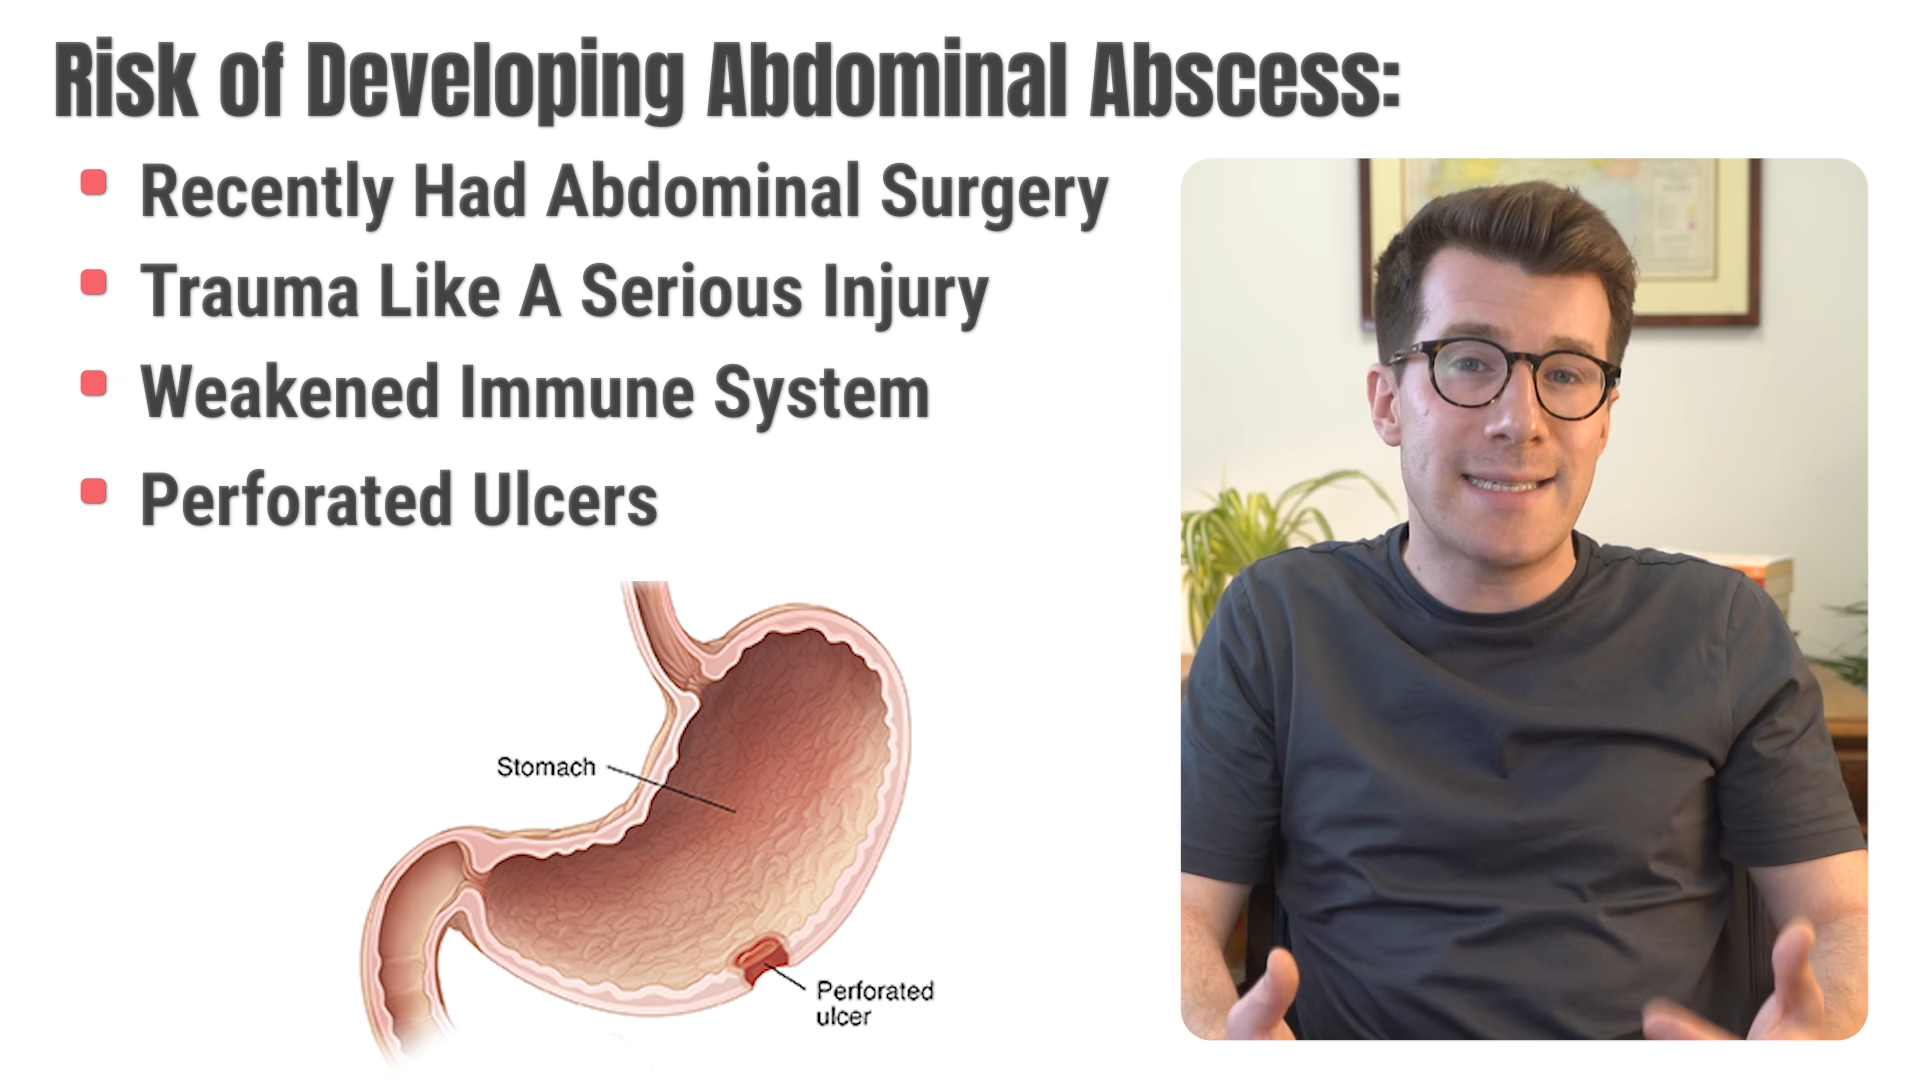 Risk of Developing Abdominal Abscess:
Recently Had Abdominal Surgery
Trauma Like A Serious Injury
Weakened Immune System
Perforated Ulcers
Stomach
Perforated
ulcer